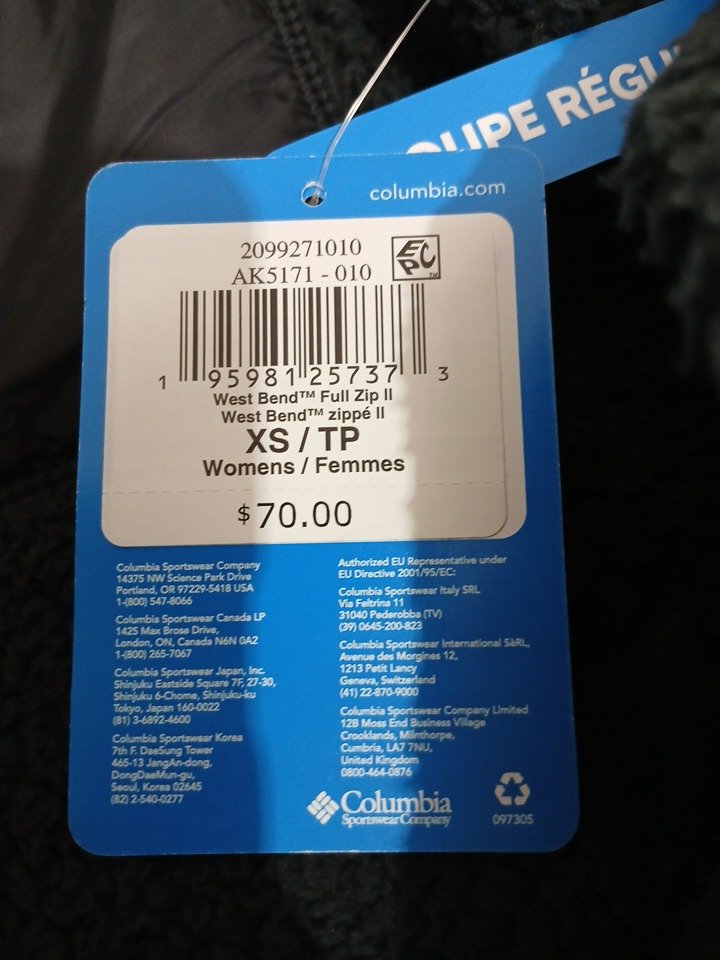 OUPE RÉGU
columbia.com
2099271010
AK5171 - 010
EPC
TM
1 95981 25737 3
West Bend™ Full Zip II
West Bend™ zippé II
XS / TP
Womens / Femmes
$70.00
Columbia Sportswear Company
14375 NW Science Park Drive
Portland, OR 97229-5418 USA
1-(800) 547-8066
Columbia Sportswear Canada LP
1425 Max Brose Drive,
London, ON, Canada N6N 0A2
1-(800) 265-7067
Columbia Sportswear Japan, Inc.
Shinjuku Eastside Square 7F, 27-30,
Shinjuku 6-Chome, Shinjuku-ku
Tokyo, Japan 160-0022
(81) 3-6892-4600
Columbia Sportswear Korea
7th F. DaeSung Tower
465-13 JangAn-dong,
DongDaeMun-gu,
Seoul, Korea 02645
(82) 2-540-0277
Authorized EU Representative under
EU Directive 2001/95/EC:
Columbia Sportswear Italy SRL
Via Feltrina 11
31040 Pederobba (TV)
(39) 0645-200-823
Columbia Sportswear International SàRL,
Avenue des Morgines 12,
1213 Petit Lancy
Geneva, Switzerland
(41) 22-870-9000
Columbia Sportswear Company Limited
12B Moss End Business Village
Crooklands, Milnthorpe,
Cumbria, LA7 7NU,
United Kingdom
0800-464-0876
Columbia
Sportswear Company
097305